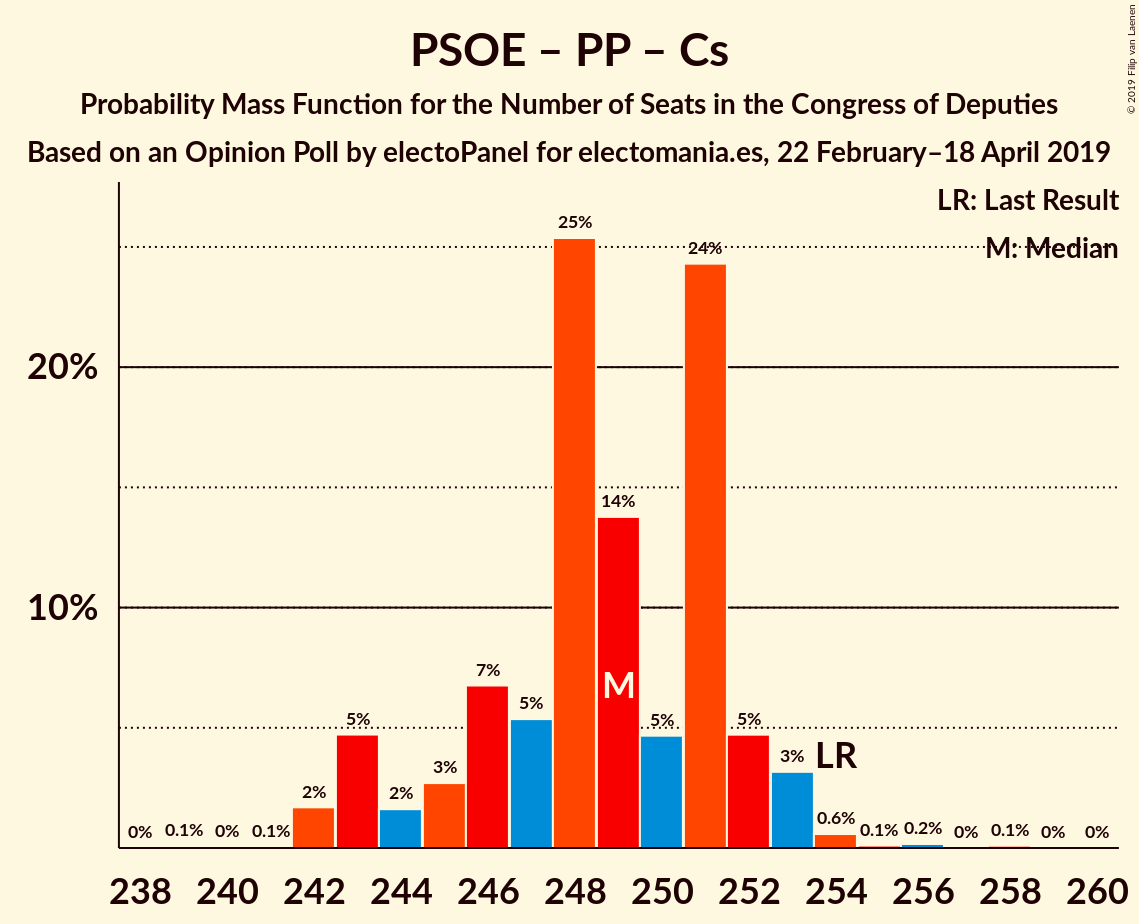 PSOE – PP – Cs
Probability Mass Function for the Number of Seats in the Congress of Deputies
Based on an Opinion Poll by electoPanel for electomania.es, 22 February–18 April 2019
© 2019 Filip van Laenen
LR: Last Result
M: Median
20%
10%
0% 0.1% 0% 0.1% 2% 5% 2% 3% 7% 5% 25% 14% 5% 24% 5% 3% 0.6% 0.1% 0.2% 0% 0.1% 0% 0%
M
LR
238 240 242 244 246 248 250 252 254 256 258 260